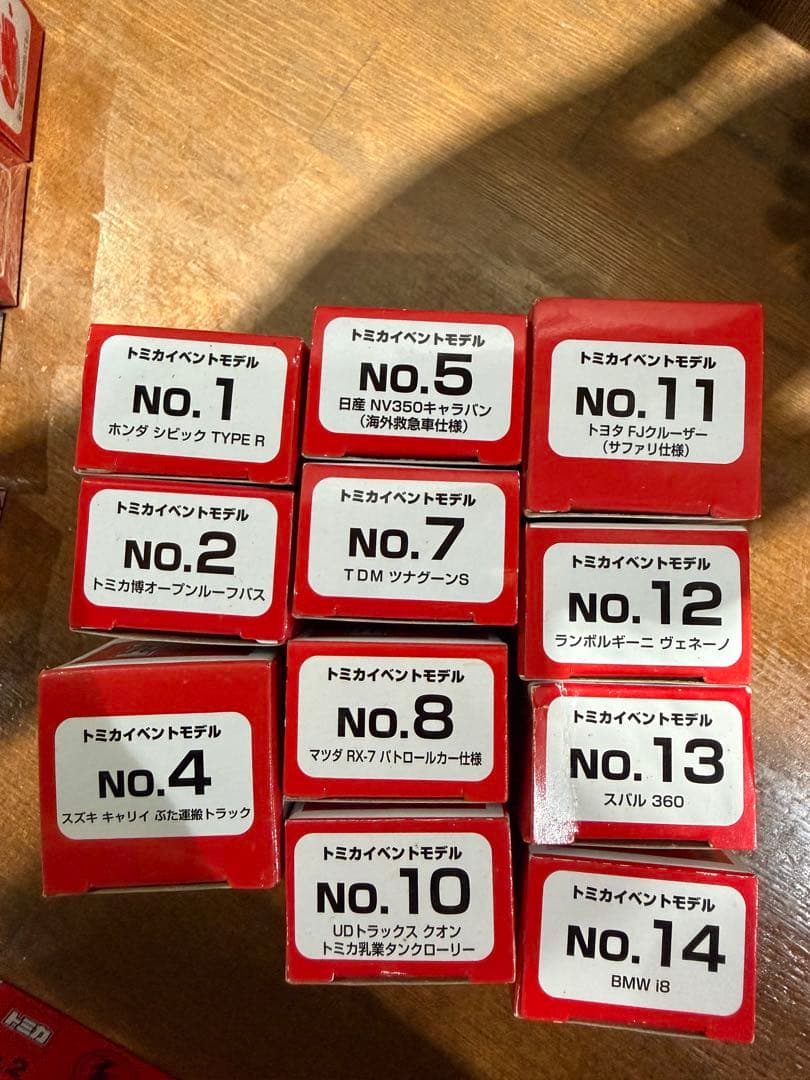 トミカイベントモデル
NO.1
ホンダ シビック TYPE R
トミカイベントモデル
NO.2
トミカ博オープンルーフバス
トミカイベントモデル
NO.4
スズキ キャリイ ぶた運搬トラック
トミカイベントモデル
NO.5
日産 NV350キャラバン
(海外救急車仕様)
トミカイベントモデル
NO.7
TDM ツナグーンS
トミカイベントモデル
NO.8
マツダ RX-7 パトロールカー仕様
トミカイベントモデル
NO.10
UDトラックス クオン
トミカ乳業タンクローリー
トミカイベントモデル
NO.11
トヨタ FJクルーザー
(サファリ仕様)
トミカイベントモデル
NO.12
ランボルギーニ ヴェネーノ
トミカイベントモデル
NO.13
スバル 360
トミカイベントモデル
NO.14
BMW i8
トミカ